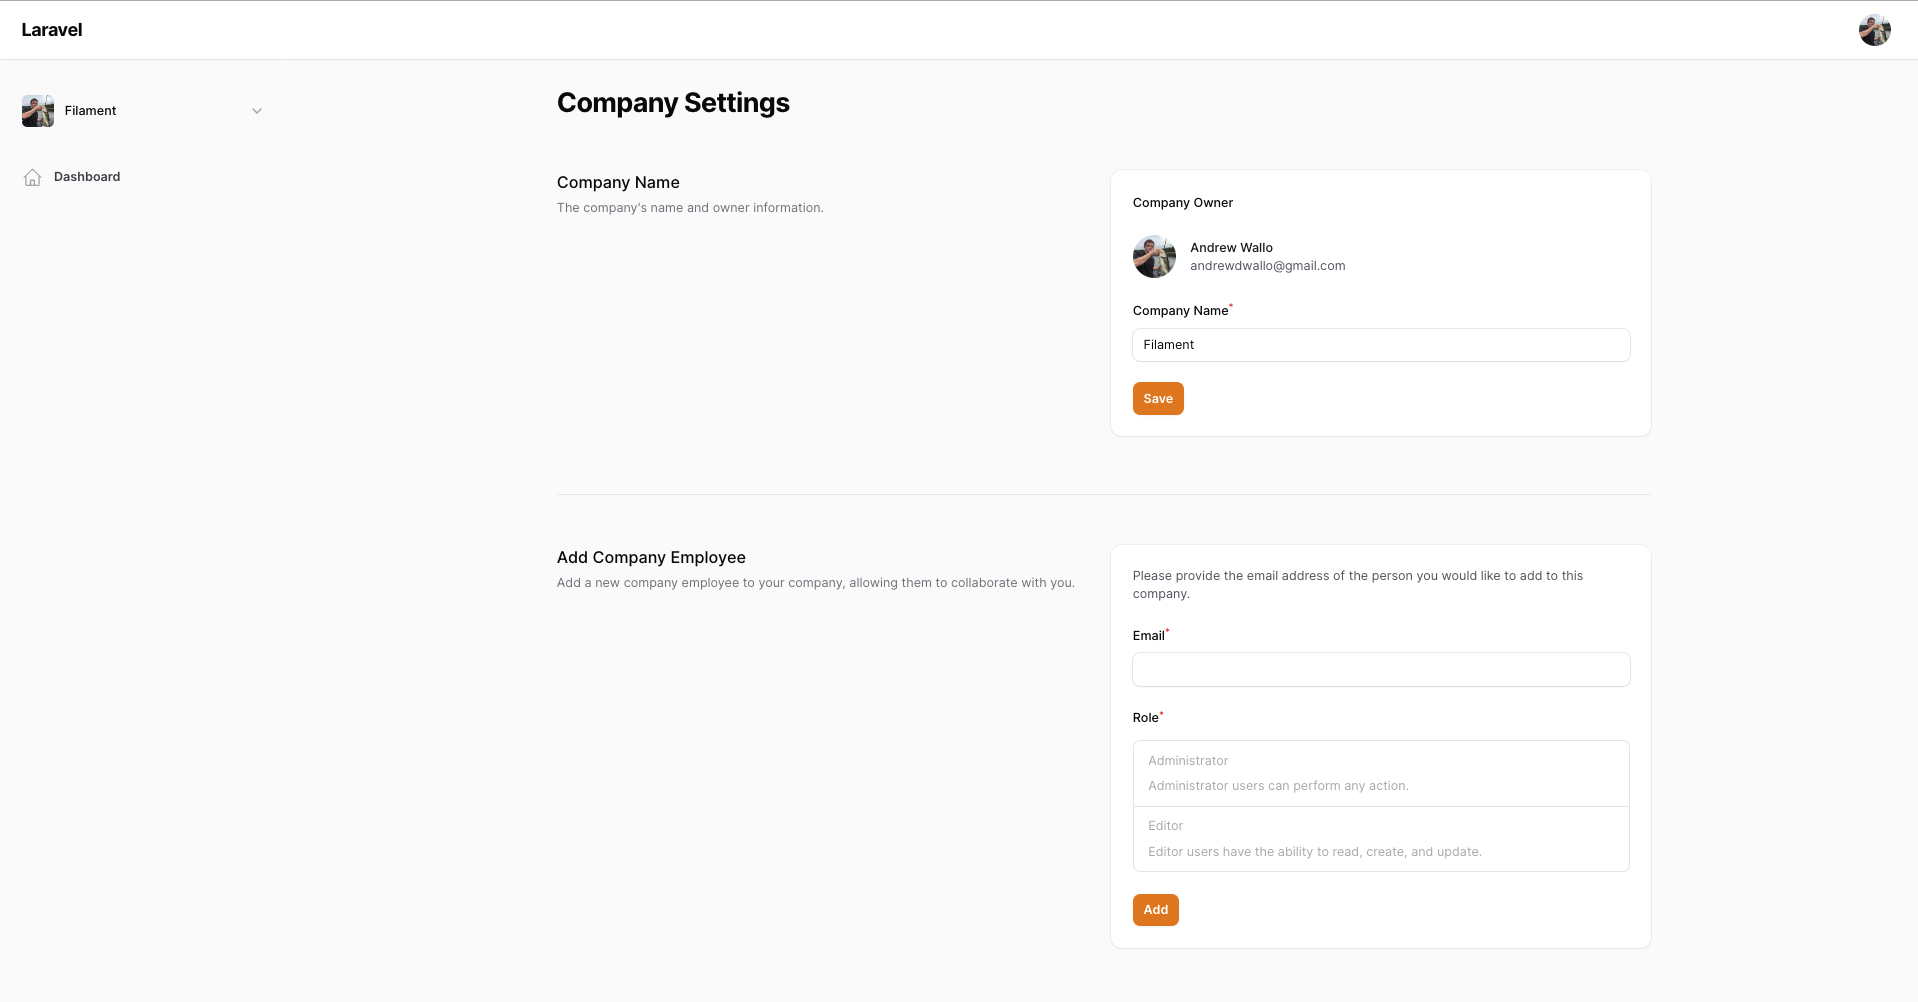 Laravel
Filament
Dashboard
Company Settings
Company Name
The company's name and owner information.
Company Owner
Andrew Wallo
andrewdwallo@gmail.com
Company Name*
Filament
Save
Add Company Employee
Add a new company employee to your company, allowing them to collaborate with you.
Please provide the email address of the person you would like to add to this
company.
Email*
Role*
Administrator
Administrator users can perform any action.
Editor
Editor users have the ability to read, create, and update.
Add